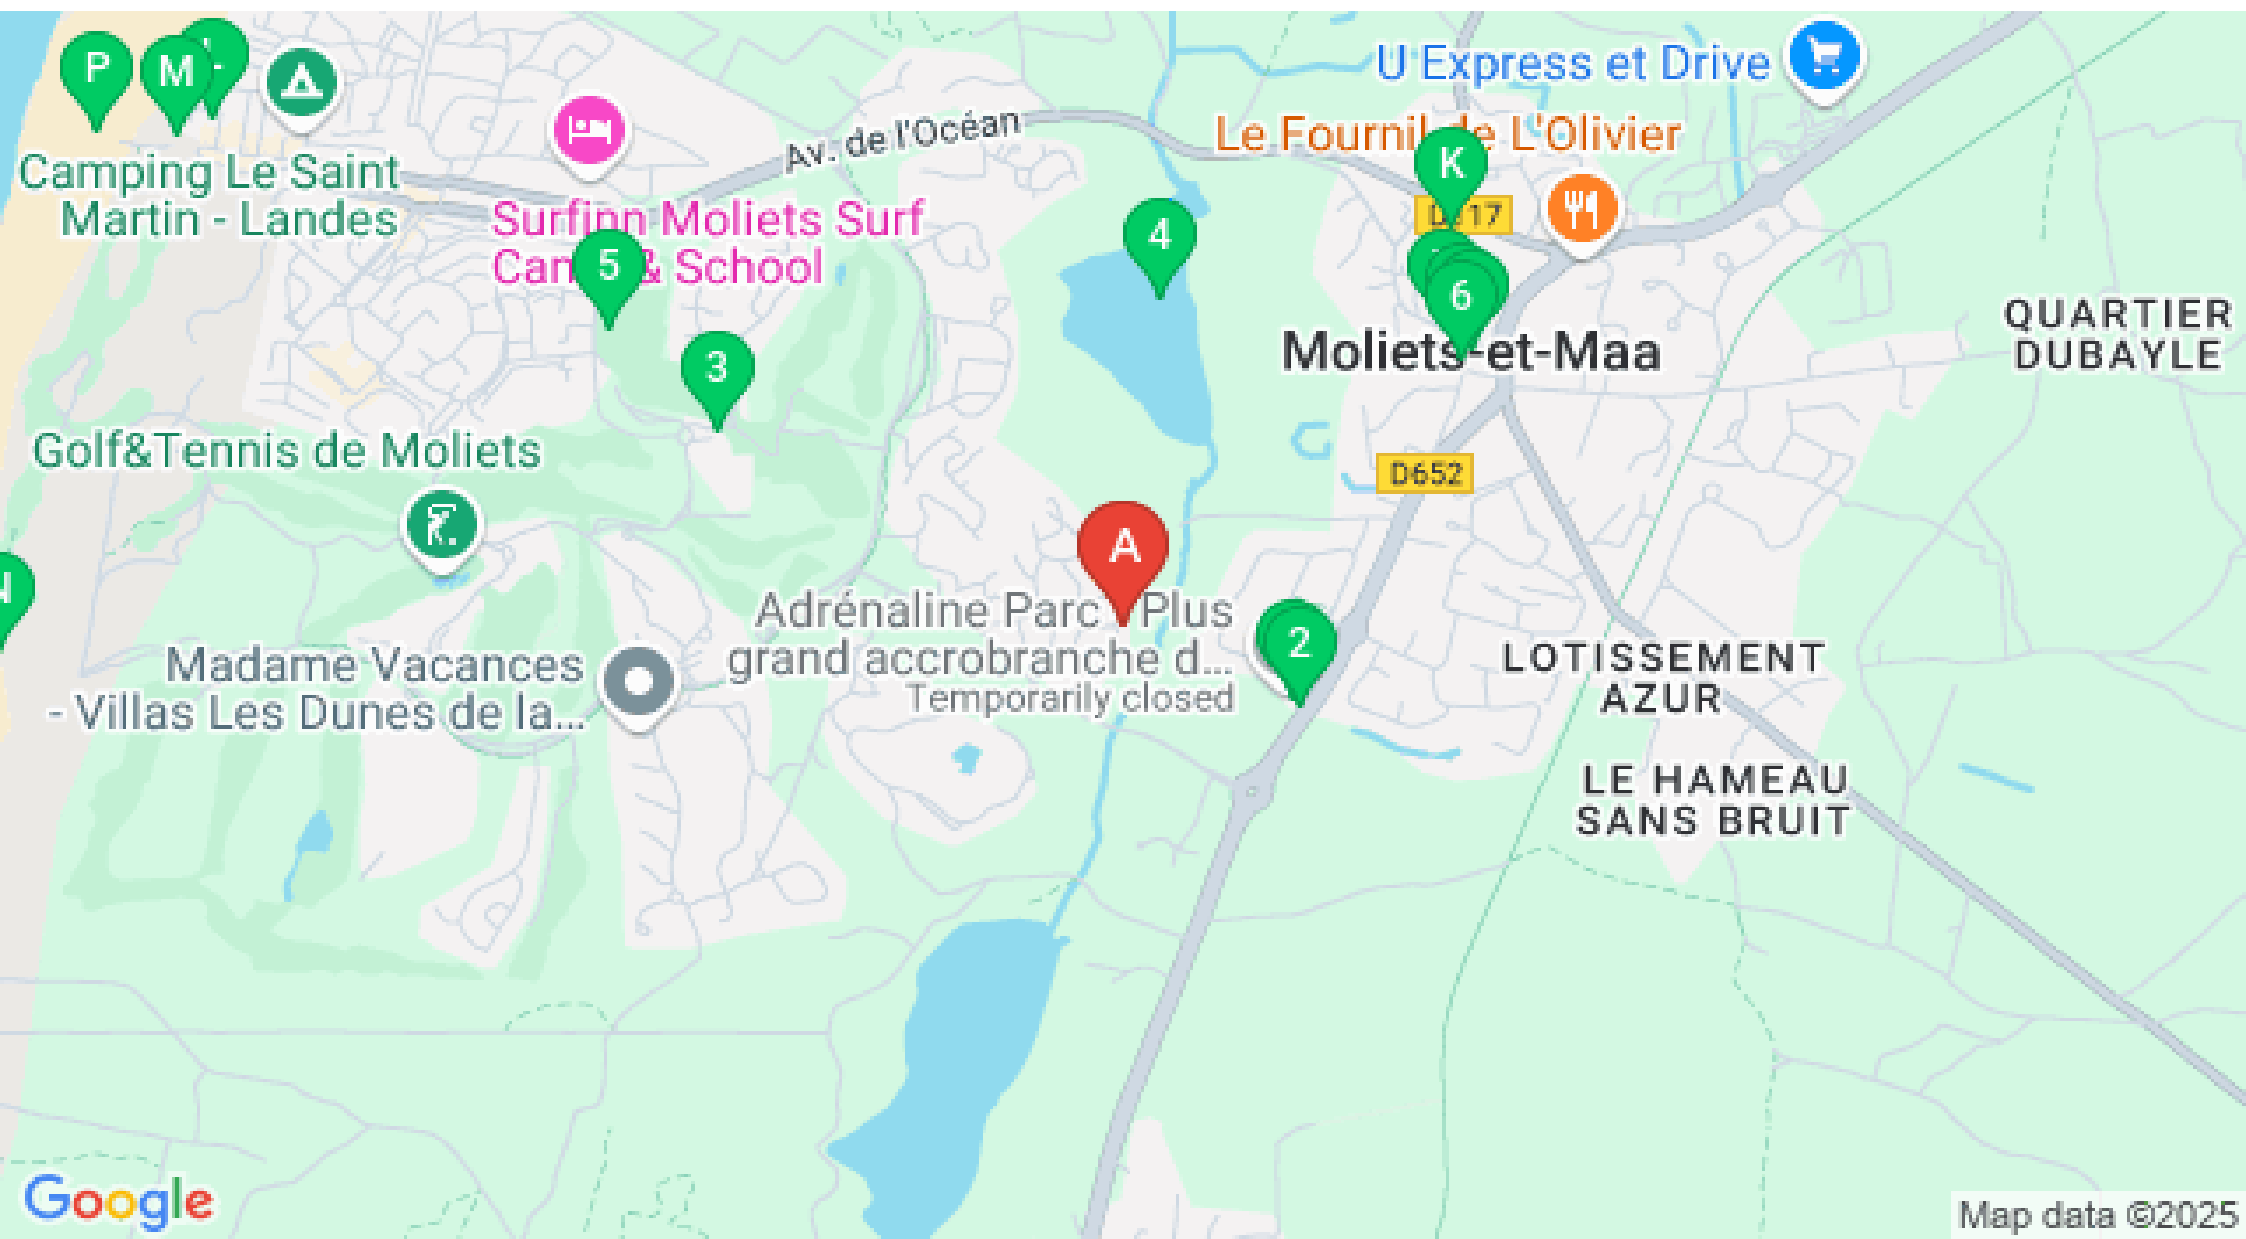 P
M
U Express et Drive
Av. de l'Océan
Le Fournil de L'Olivier
K
Camping Le Saint
Martin - Landes
Surfinn Moliets Surf
& School
5
4
17
6
3
Moliets-et-Maa
QUARTIER
DUBAYLE
Golf&Tennis de Moliets
D652
A
Adrénaline Parc Plus
grand accrobranche d...
Temporarily closed
2
Madame Vacances
- Villas Les Dunes de la...
LOTISSEMENT
AZUR
LE HAMEAU
SANS BRUIT
Google
Map data ©2025